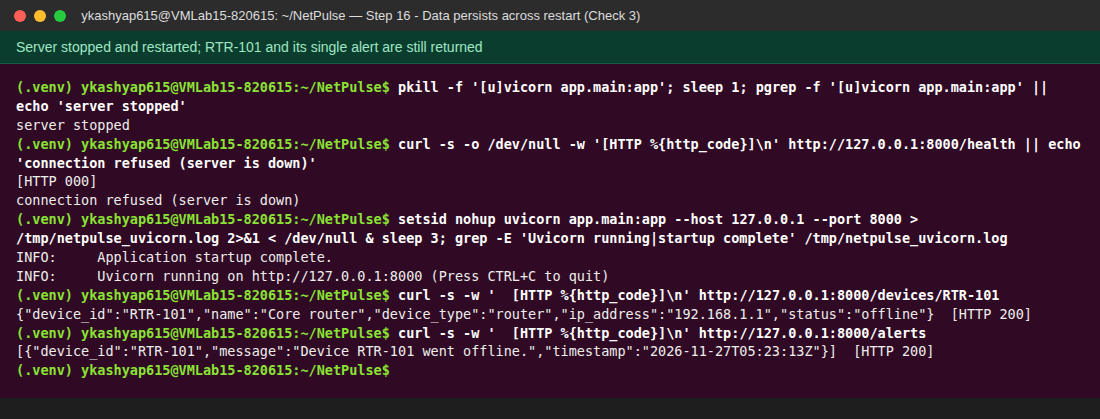 ykashyap615@VMLab15-820615: ~/NetPulse — Step 16 - Data persists across restart (Check 3)
Server stopped and restarted; RTR-101 and its single alert are still returned
(.venv) ykashyap615@VMLab15-820615:~/NetPulse$ pkill -f '[u]vicorn app.main:app'; sleep 1; pgrep -f '[u]vicorn app.main:app' ||
echo 'server stopped'
server stopped
(.venv) ykashyap615@VMLab15-820615:~/NetPulse$ curl -s -o /dev/null -w '[HTTP %{http_code}]\n' http://127.0.0.1:8000/health || echo
'connection refused (server is down)'
[HTTP 000]
connection refused (server is down)
(.venv) ykashyap615@VMLab15-820615:~/NetPulse$ setsid nohup uvicorn app.main:app --host 127.0.0.1 --port 8000 >
/tmp/netpulse_uvicorn.log 2>&1 < /dev/null & sleep 3; grep -E 'Uvicorn running|startup complete' /tmp/netpulse_uvicorn.log
INFO:     Application startup complete.
INFO:     Uvicorn running on http://127.0.0.1:8000 (Press CTRL+C to quit)
(.venv) ykashyap615@VMLab15-820615:~/NetPulse$ curl -s -w '  [HTTP %{http_code}]\n' http://127.0.0.1:8000/devices/RTR-101
{"device_id":"RTR-101","name":"Core router","device_type":"router","ip_address":"192.168.1.1","status":"offline"}  [HTTP 200]
(.venv) ykashyap615@VMLab15-820615:~/NetPulse$ curl -s -w '  [HTTP %{http_code}]\n' http://127.0.0.1:8000/alerts
[{"device_id":"RTR-101","message":"Device RTR-101 went offline.","timestamp":"2026-11-27T05:23:13Z"}]  [HTTP 200]
(.venv) ykashyap615@VMLab15-820615:~/NetPulse$